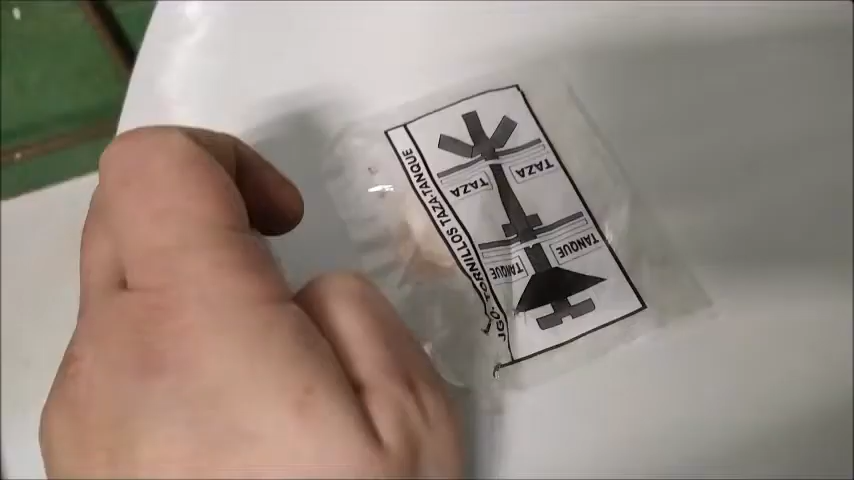 JGO. TORNILLOS TAZA-TANQUE
TAZA
TAZA
TANQUE
TANQUE